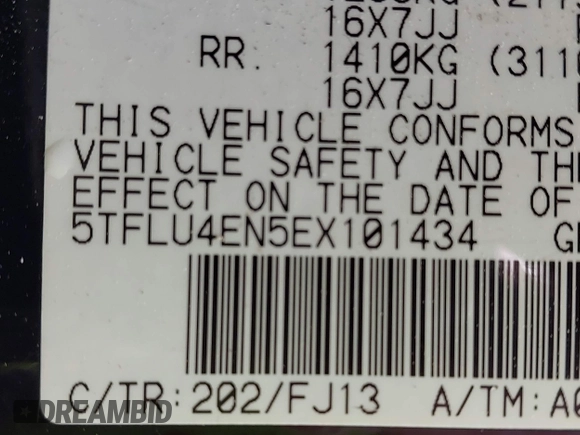 16X7JJ
RR. 1410KG (311
16X7JJ
THIS VEHICLE CONFORMS
VEHICLE SAFETY AND
EFFECT ON THE DATE OF
5TFLU4EN5EX101434
C/TR:202/FJ13 A/TM:A
DREAMBID